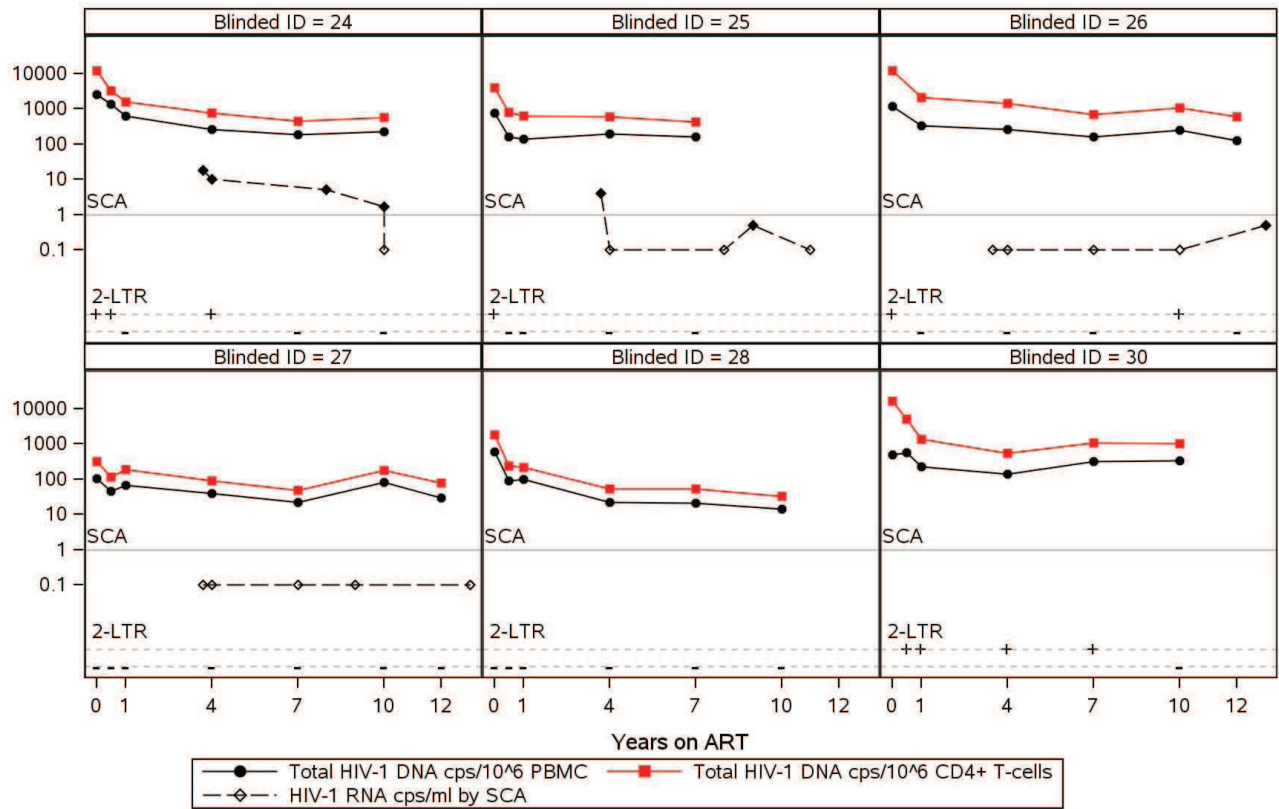 Blinded ID = 24 Blinded ID = 25 Blinded ID = 26
10000
1000
100
10
1
0.1
SCA SCA SCA
2-LTR 2-LTR 2-LTR
+ + + + + +
- - - - - - - - - - -
Blinded ID = 27 Blinded ID = 28 Blinded ID = 30
10000
1000
100
10
1
0.1
SCA SCA SCA
2-LTR 2-LTR 2-LTR
+ + + +
- - - - - - - - - - - - - -
0 1 4 7 10 12 0 1 4 7 10 12 0 1 4 7 10 12
Years on ART
Total HIV-1 DNA cps/10^6 PBMC Total HIV-1 DNA cps/10^6 CD4+ T-cells
HIV-1 RNA cps/ml by SCA